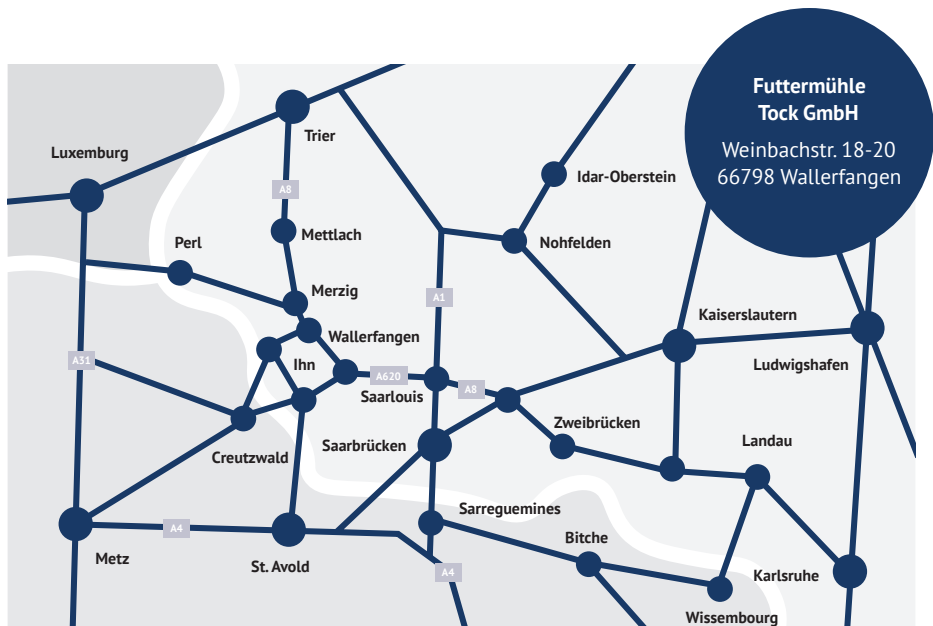 Futtermühle
Tock GmbH
Weinbachstr. 18-20
66798 Wallerfangen
Luxemburg
Trier
A8
Idar-Oberstein
Mettlach
Perl
Nohfelden
Merzig
A1
Kaiserslautern
Wallerfangen
A31
Ihn
Ludwigshafen
A620
Saarlouis
A8
Zweibrücken
Saarbrücken
Landau
Creutzwald
Sarreguemines
A4
Bitche
Metz
St. Avold
A4
Karlsruhe
Wissembourg